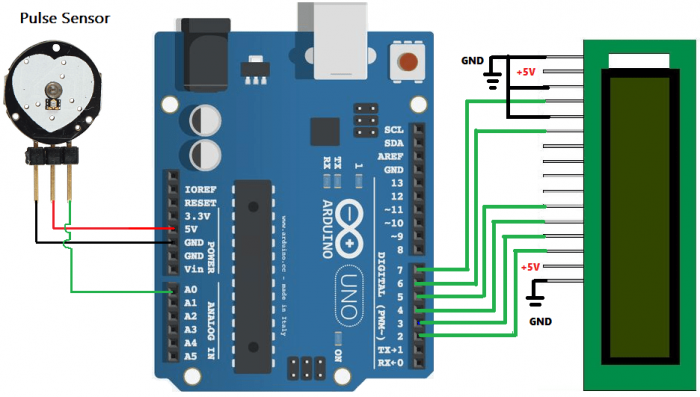 Pulse Sensor
GND
+5V
SCL
SDA
AREF
GND
13
12
~11
~10
~9
8
7
6
5
4
3
2
TX→1
RX←0
DIGITAL (PWM~)
IOREF
RESET
3.3V
5V
GND
GND
Vin
POWER
A0
A1
A2
A3
A4
A5
ANALOG IN
www.arduino.cc - made in Italy
RX
TX
1
ARDUINO
UNO
ON
+5V
GND